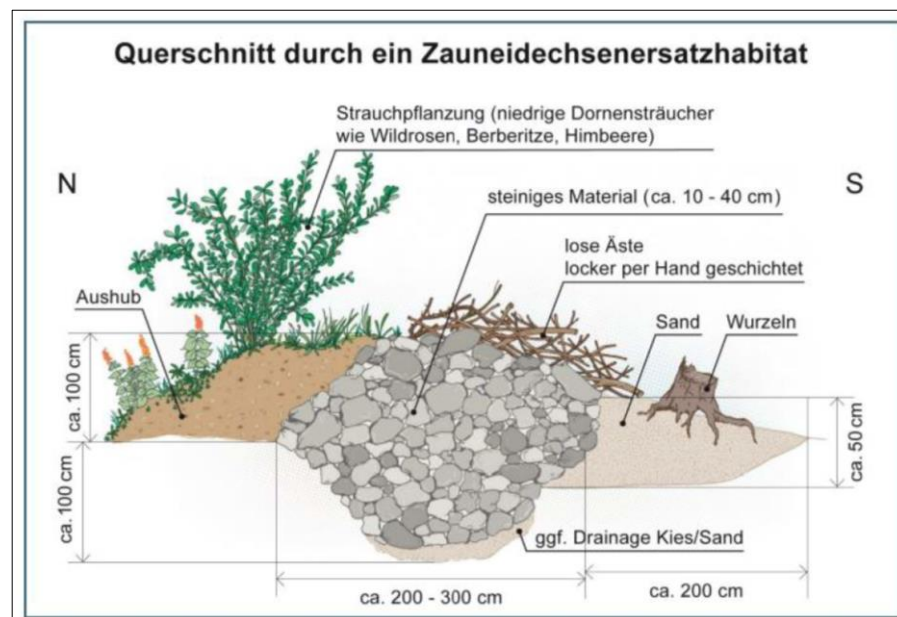 Querschnitt durch ein Zauneidechsenersatzhabitat
Strauchpflanzung (niedrige Dornensträucher
wie Wildrosen, Berberitze, Himbeere)
N
S
steiniges Material (ca. 10 - 40 cm)
lose Äste
locker per Hand geschichtet
Aushub
Sand
Wurzeln
ca. 100 cm
ca. 50 cm
ca. 100 cm
ggf. Drainage Kies/Sand
ca. 200 - 300 cm
ca. 200 cm